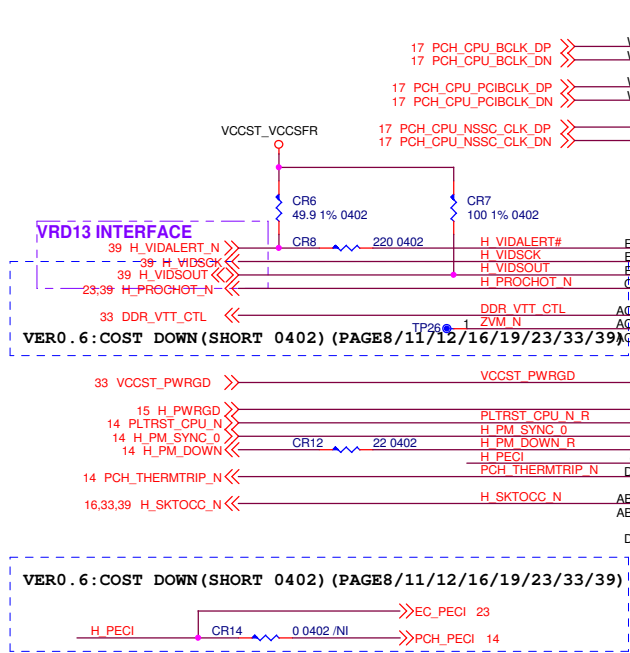 17 PCH_CPU_BCLK_DP
17 PCH_CPU_BCLK_DN
17 PCH_CPU_PCIBCLK_DP
17 PCH_CPU_PCIBCLK_DN
VCCST_VCCSFR
17 PCH_CPU_NSSC_CLK_DP
17 PCH_CPU_NSSC_CLK_DN
CR6
49.9 1% 0402
CR7
100 1% 0402
VRD13 INTERFACE
39 H_VIDALERT_N
CR8 220 0402
H_VIDALERT#
39 H_VIDSCK
H_VIDSCK
39 H_VIDSOUT
H_VIDSOUT
23,39 H_PROCHOT_N
H_PROCHOT_N
33 DDR_VTT_CTL
DDR_VTT_CTL
TP26 1 ZVM_N
VER0.6:COST DOWN(SHORT 0402)(PAGE8/11/12/16/19/23/33/39)
33 VCCST_PWRGD
VCCST_PWRGD
15 H_PWRGD
14 PLTRST_CPU_N
PLTRST_CPU_N_R
14 H_PM_SYNC_0
H_PM_SYNC_0
14 H_PM_DOWN
CR12 22 0402
H_PM_DOWN_R
H_PECI
14 PCH_THERMTRIP_N
PCH_THERMTRIP_N
16,33,39 H_SKTOCC_N
H_SKTOCC_N
VER0.6:COST DOWN(SHORT 0402)(PAGE8/11/12/16/19/23/33/39)
EC_PECI 23
H_PECI
CR14 0 0402 /NI
PCH_PECI 14